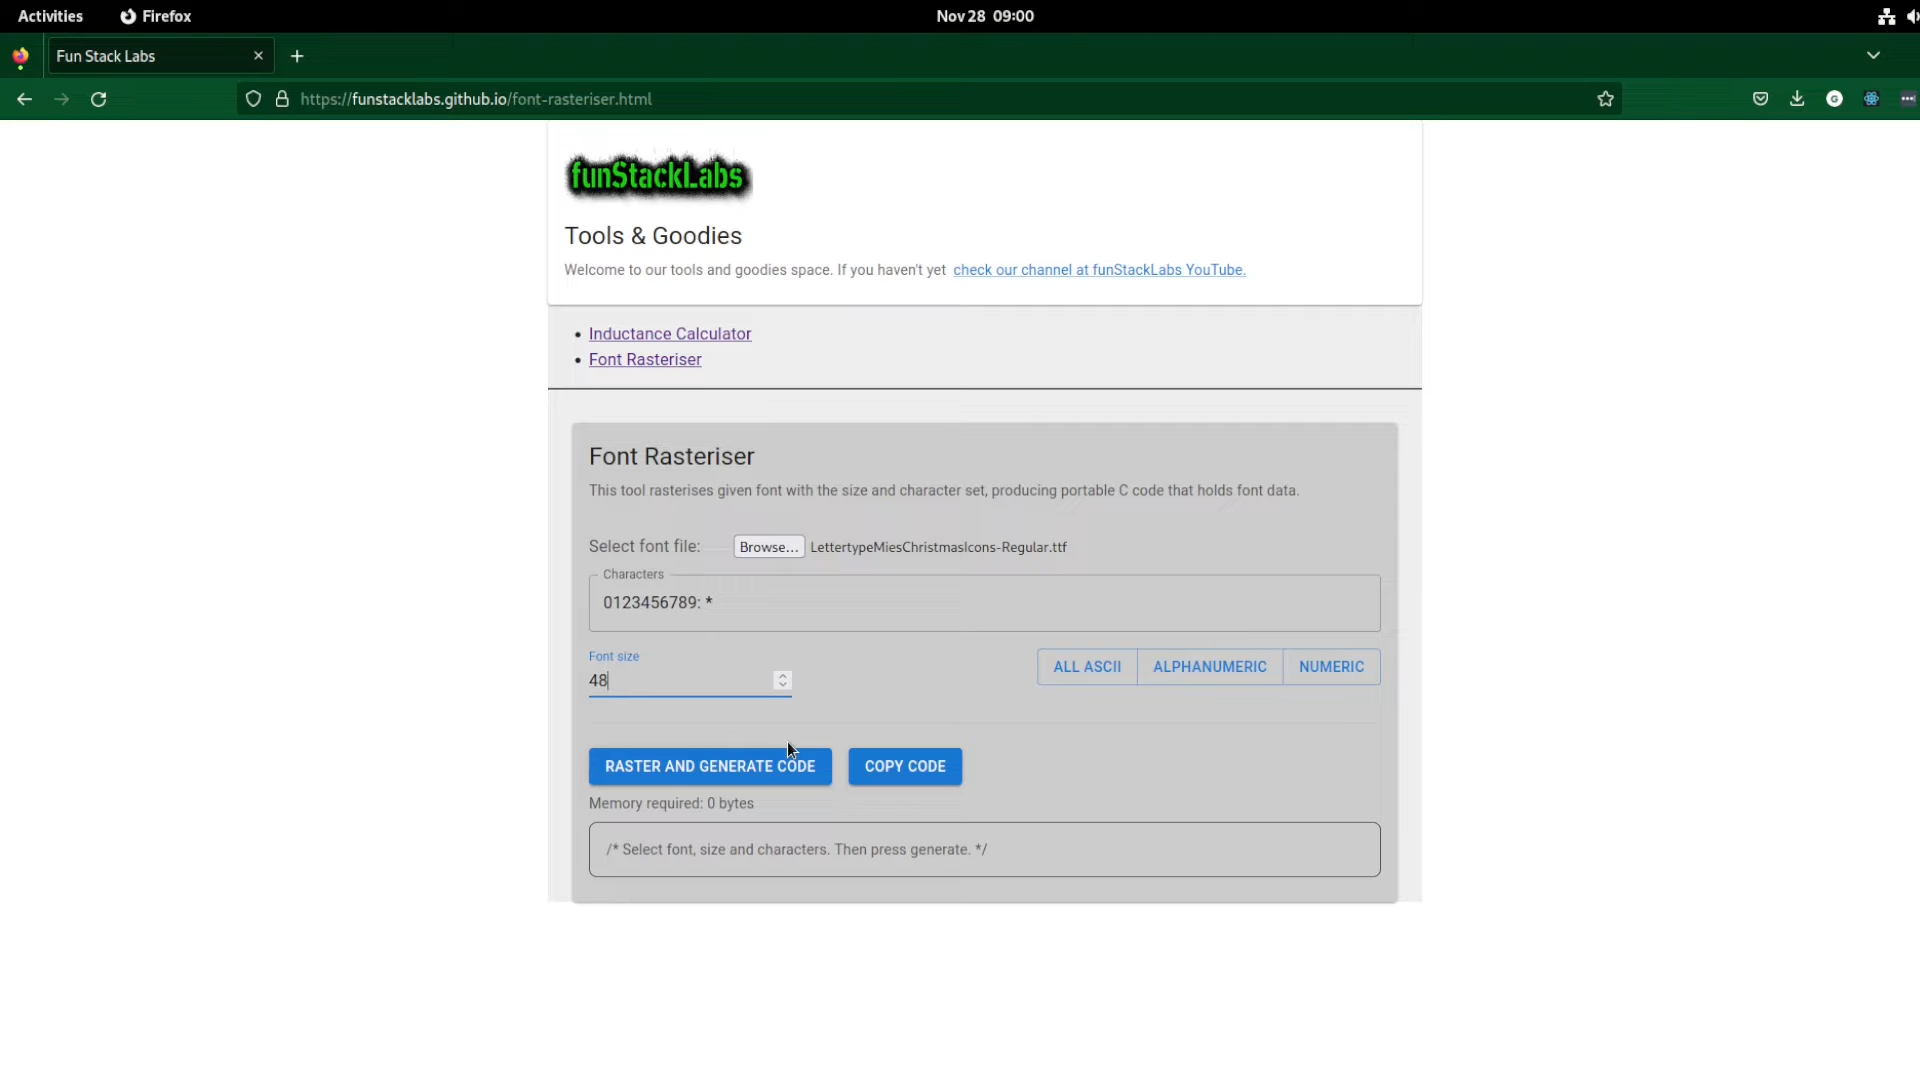 Activities Firefox Nov 28 09:00
Fun Stack Labs
https://funstacklabs.github.io/font-rasteriser.html
funStackLabs
Tools & Goodies
Welcome to our tools and goodies space. If you haven't yet check our channel at funStackLabs YouTube.
Inductance Calculator
Font Rasteriser
Font Rasteriser
This tool rasterises given font with the size and character set, producing portable C code that holds font data.
Select font file: Browse... LettertypeMiesChristmasIcons-Regular.ttf
Characters
0123456789: *
Font size
48
ALL ASCII ALPHANUMERIC NUMERIC
RASTER AND GENERATE CODE COPY CODE
Memory required: 0 bytes
/* Select font, size and characters. Then press generate. */